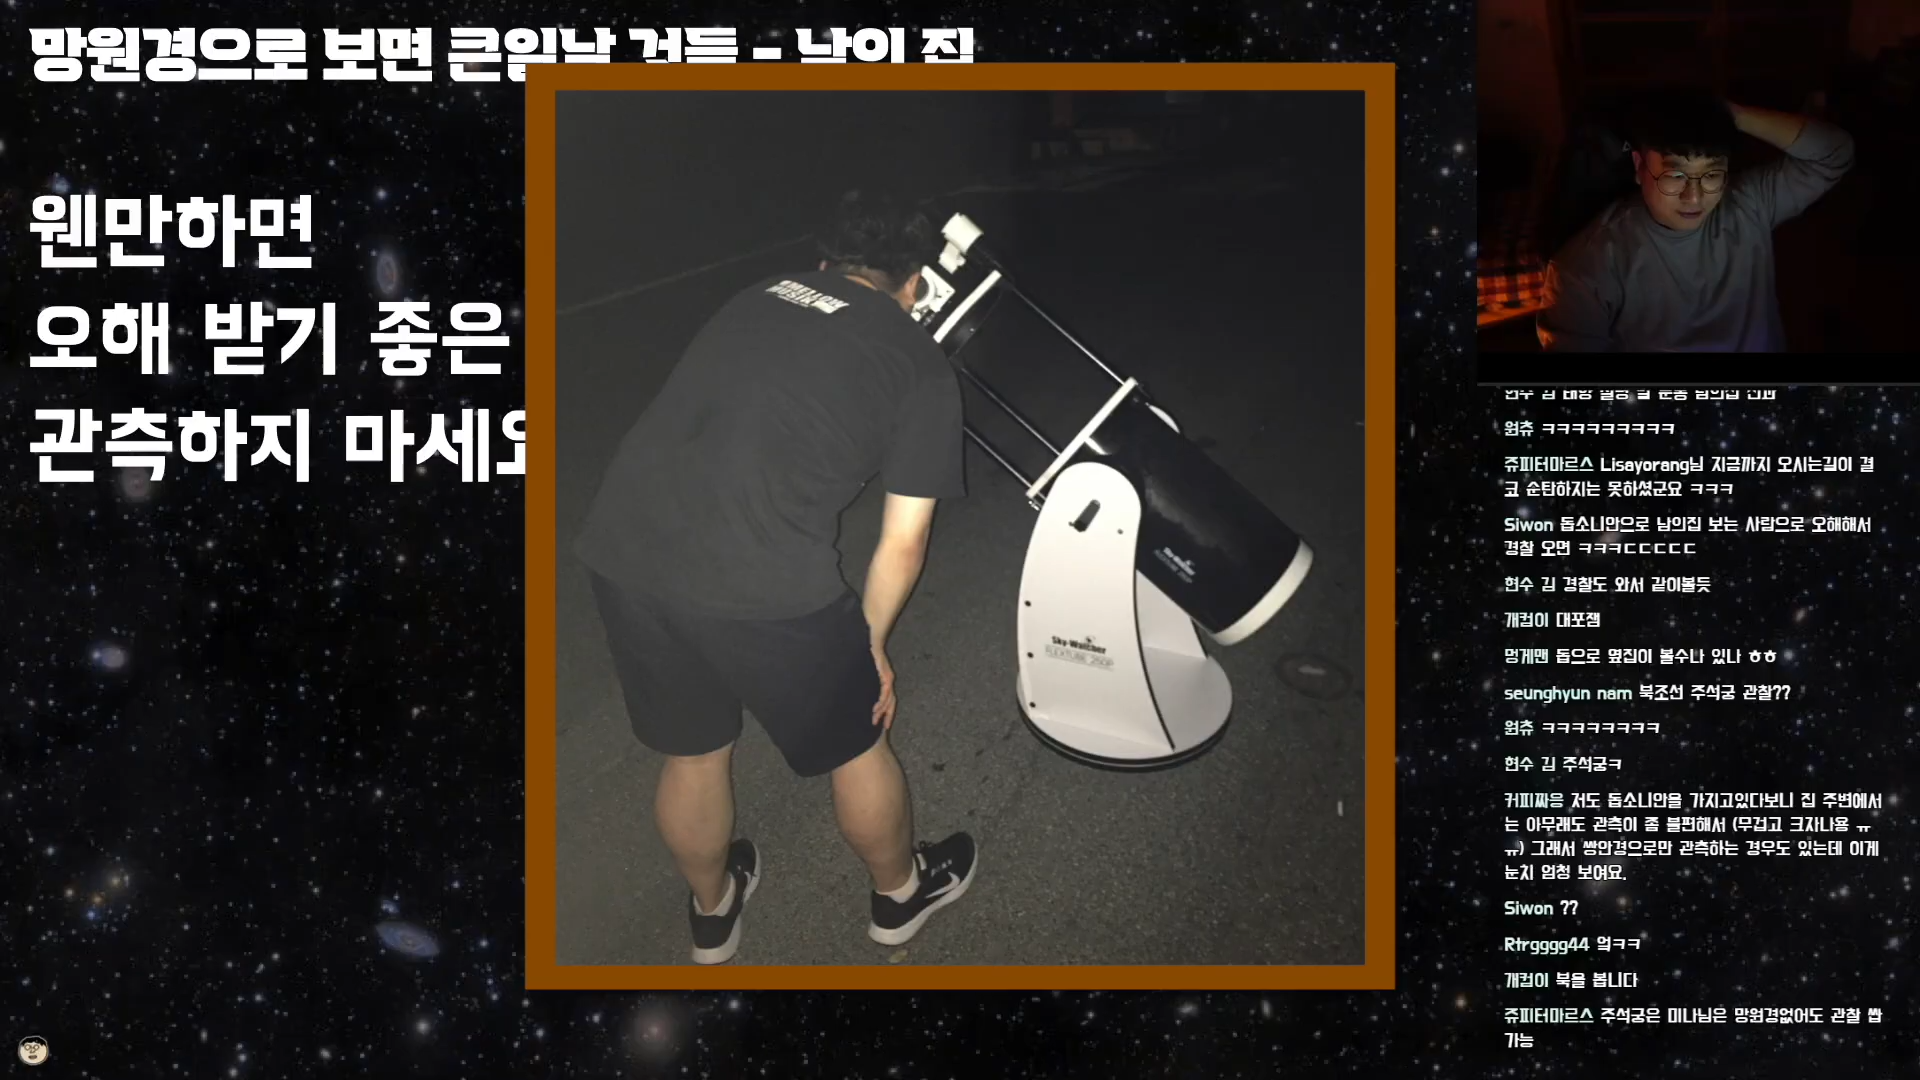 망원경으로 보면 큰일날 것들 - 남의 집
웬만하면
오해 받기 좋은
관측하지 마세요
MELLOW
MUSIK
Sky-Watcher
Sky-Watcher
FLEXTUBE 250P
원츄 ㅋㅋㅋㅋㅋㅋㅋㅋㅋ
쥬피터마르스 Lisayorang님 지금까지 오시는길이 결
코 순탄하지는 못하셨군요 ㅋㅋㅋ
Siwon 돕소니안으로 남의집 보는 사람으로 오해해서
경찰 오면 ㅋㅋㅋㄷㄷㄷㄷㄷ
현수 김 경찰도 와서 같이볼듯
개컵이 대포잼
멍게맨 돕으로 옆집이 볼수나 있나 ㅎㅎ
seunghyun nam 북조선 주석궁 관찰??
원츄 ㅋㅋㅋㅋㅋㅋㅋㅋ
현수 김 주석궁ㅋ
커피짜응 저도 돕소니안을 가지고있다보니 집 주변에서
는 아무래도 관측이 좀 불편해서 (무겁고 크자나용 ㅠ
ㅠ) 그래서 쌍안경으로만 관측하는 경우도 있는데 이게
눈치 엄청 보여요.
Siwon ??
Rtrgggg44 엌ㅋㅋ
개컵이 북을 봅니다
쥬피터마르스 주석궁은 미나님은 망원경없어도 관찰 쌉
가능